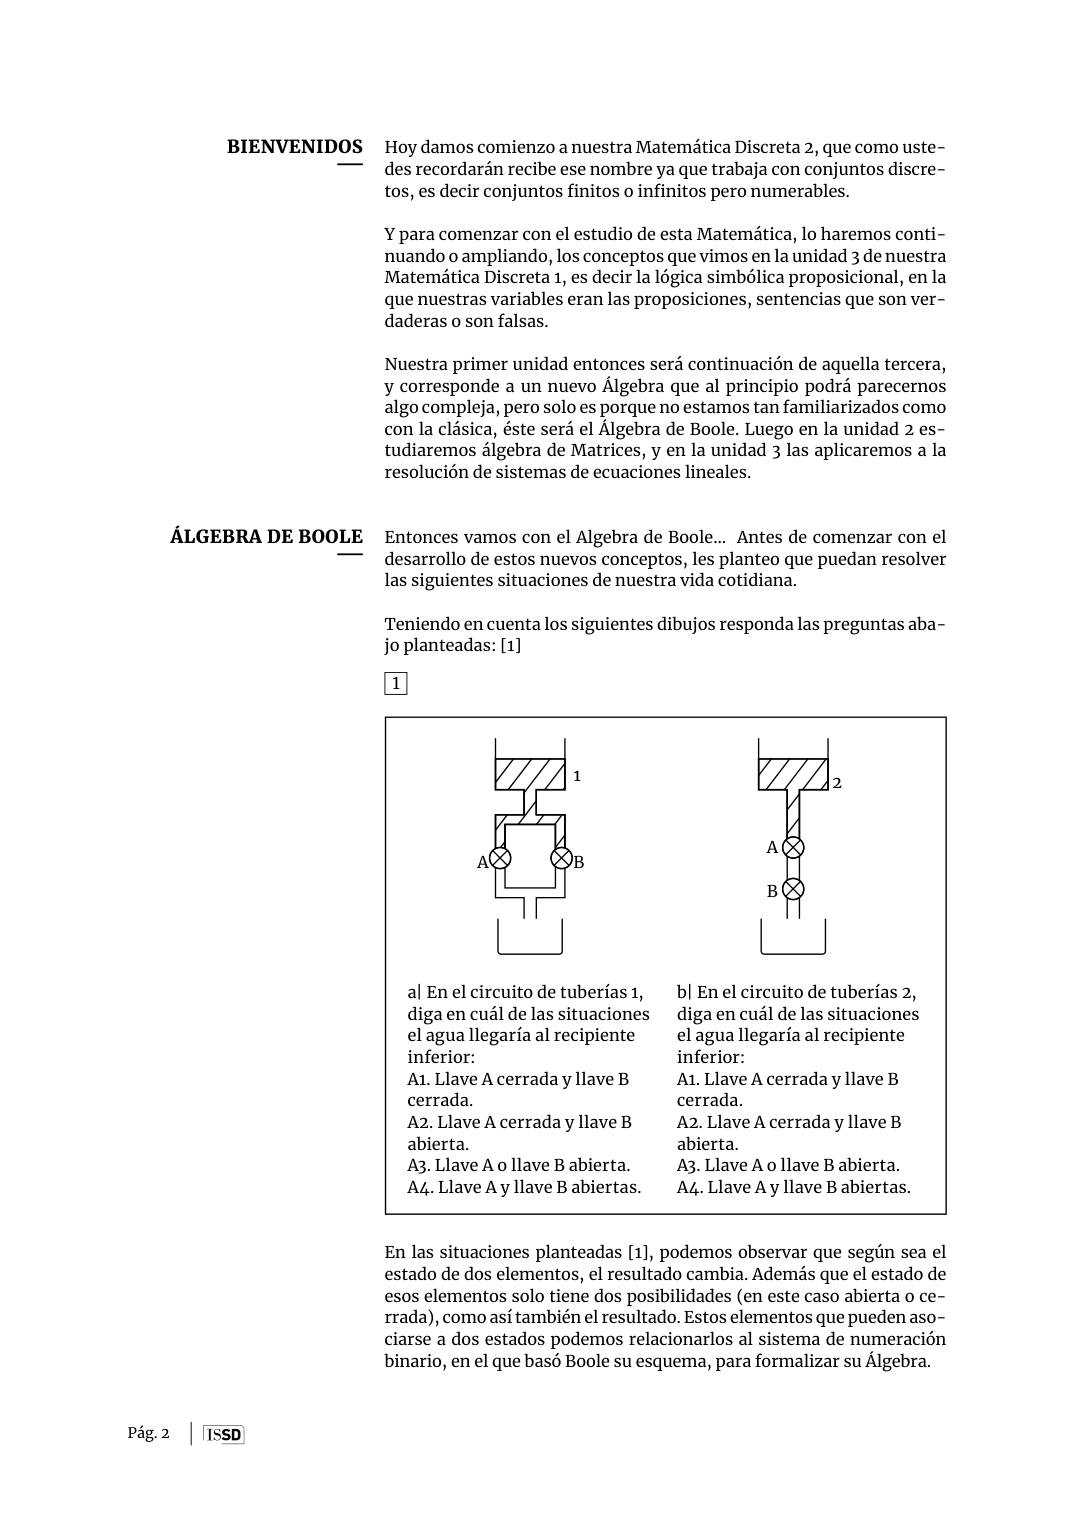 BIENVENIDOS
Hoy damos comienzo a nuestra Matemática Discreta 2, que como uste-
des recordarán recibe ese nombre ya que trabaja con conjuntos discre-
tos, es decir conjuntos finitos o infinitos pero numerables.
Y para comenzar con el estudio de esta Matemática, lo haremos conti-
nuando o ampliando, los conceptos que vimos en la unidad 3 de nuestra
Matemática Discreta 1, es decir la lógica simbólica proposicional, en la
que nuestras variables eran las proposiciones, sentencias que son ver-
daderas o son falsas.
Nuestra primer unidad entonces será continuación de aquella tercera,
y corresponde a un nuevo Álgebra que al principio podrá parecernos
algo compleja, pero solo es porque no estamos tan familiarizados como
con la clásica, éste será el Álgebra de Boole. Luego en la unidad 2 es-
tudiaremos álgebra de Matrices, y en la unidad 3 las aplicaremos a la
resolución de sistemas de ecuaciones lineales.
ÁLGEBRA DE BOOLE
Entonces vamos con el Algebra de Boole... Antes de comenzar con el
desarrollo de estos nuevos conceptos, les planteo que puedan resolver
las siguientes situaciones de nuestra vida cotidiana.
Teniendo en cuenta los siguientes dibujos responda las preguntas aba-
jo planteadas: [1]
1
1
A
B
2
A
B
a| En el circuito de tuberías 1,
diga en cuál de las situaciones
el agua llegaría al recipiente
inferior:
A1. Llave A cerrada y llave B
cerrada.
A2. Llave A cerrada y llave B
abierta.
A3. Llave A o llave B abierta.
A4. Llave A y llave B abiertas.
b| En el circuito de tuberías 2,
diga en cuál de las situaciones
el agua llegaría al recipiente
inferior:
A1. Llave A cerrada y llave B
cerrada.
A2. Llave A cerrada y llave B
abierta.
A3. Llave A o llave B abierta.
A4. Llave A y llave B abiertas.
En las situaciones planteadas [1], podemos observar que según sea el
estado de dos elementos, el resultado cambia. Además que el estado de
esos elementos solo tiene dos posibilidades (en este caso abierta o ce-
rrada), como así también el resultado. Estos elementos que pueden aso-
ciarse a dos estados podemos relacionarlos al sistema de numeración
binario, en el que basó Boole su esquema, para formalizar su Álgebra.
Pág. 2
ISSD